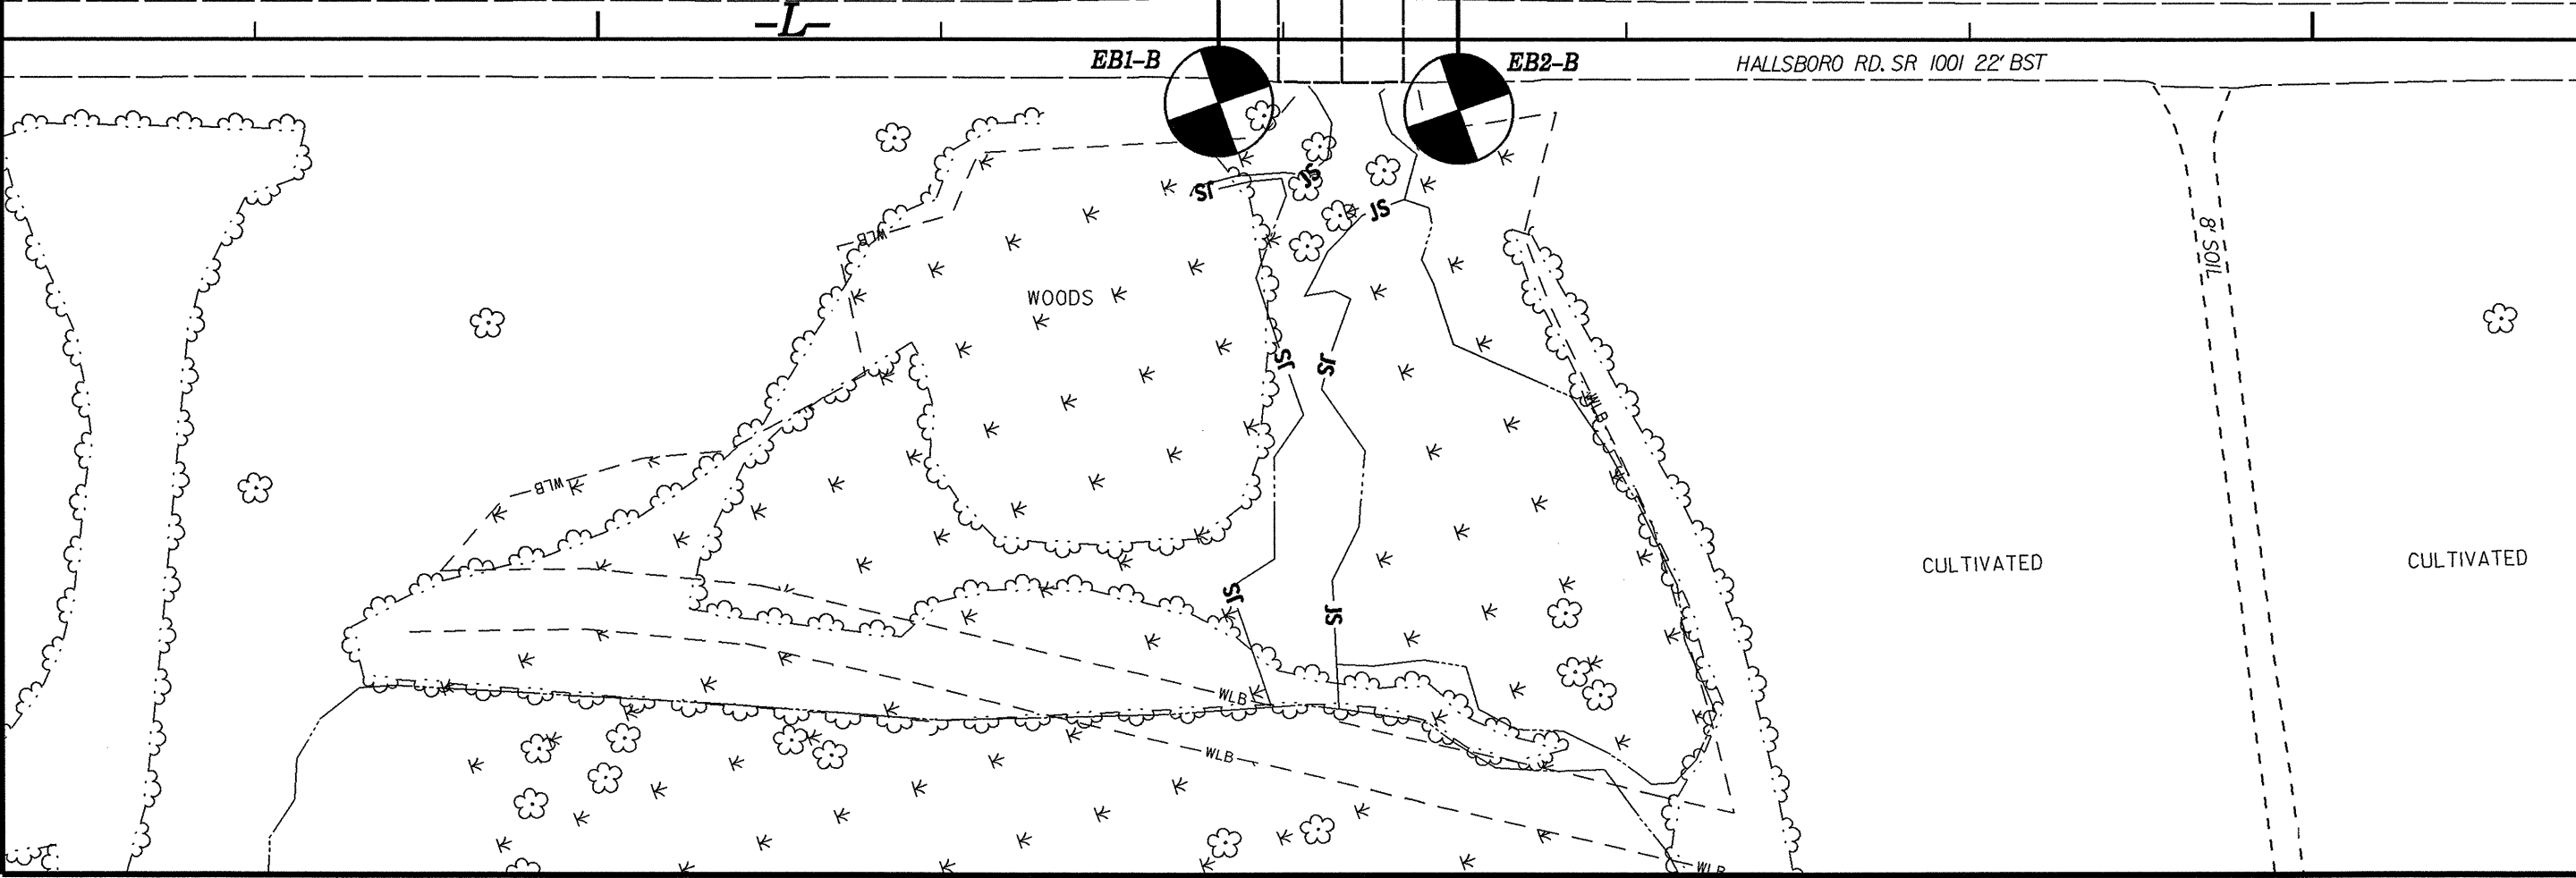 -L-
EB1-B
EB2-B
HALLSBORO RD. SR 1001 22' BST
JS
JS
JS
WLB
8' SOIL
WOODS
JS
JS
WLB
WLB
CULTIVATED
CULTIVATED
JS
JS
WLB
WLB
WLB